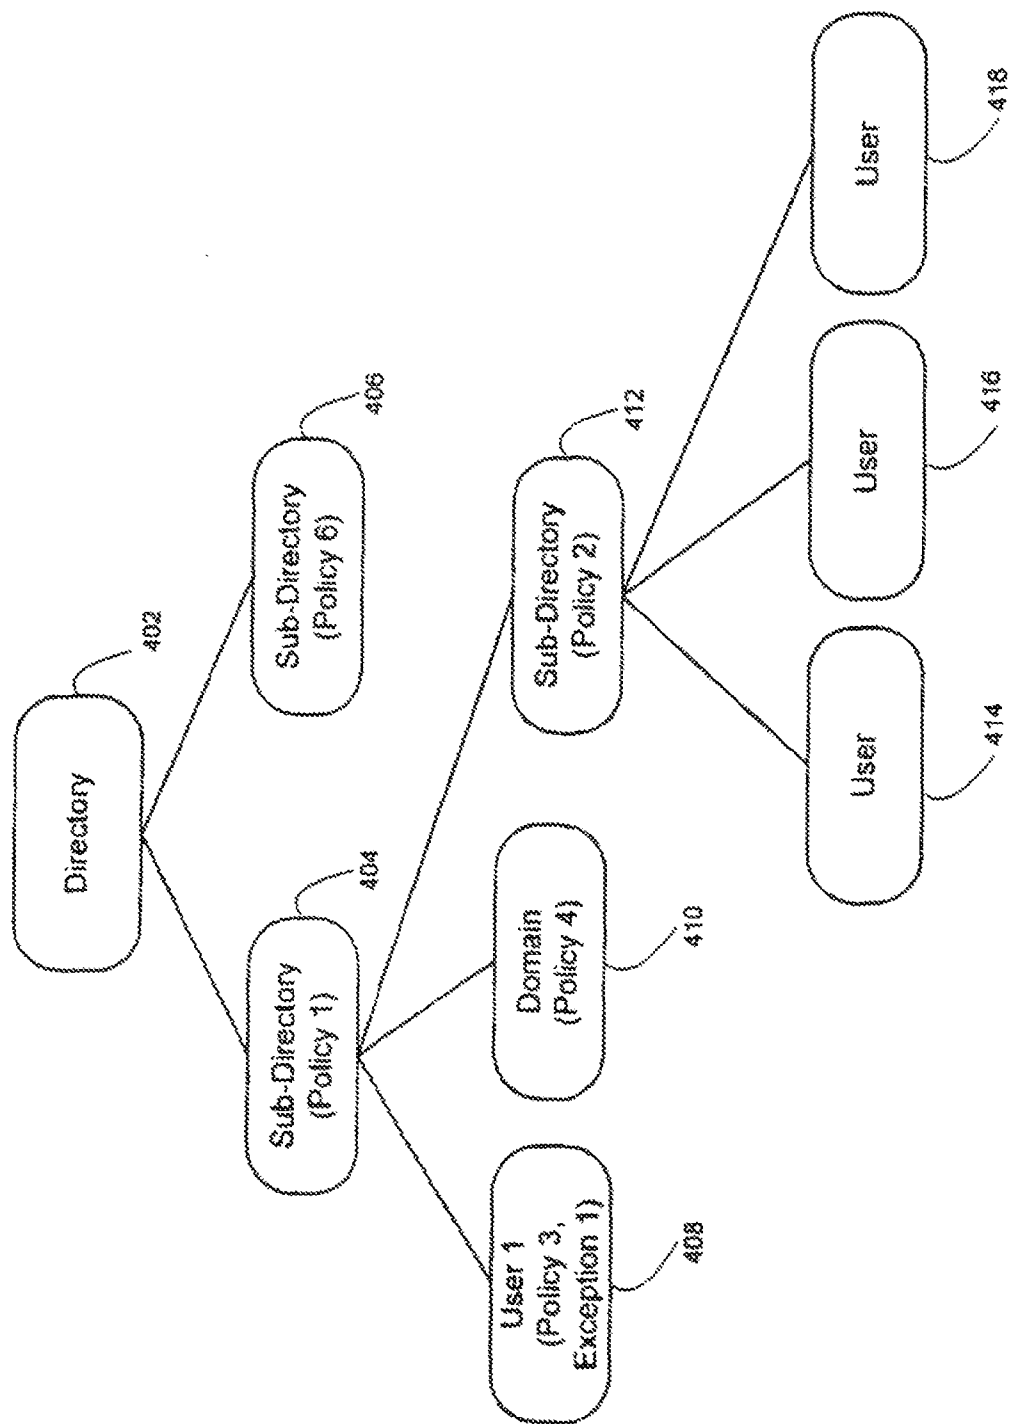 Directory
402
Sub-Directory
(Policy 1)
404
Sub-Directory
(Policy 6)
406
User 1
(Policy 3,
Exception 1)
408
Domain
(Policy 4)
410
Sub-Directory
(Policy 2)
412
User
414
User
416
User
418